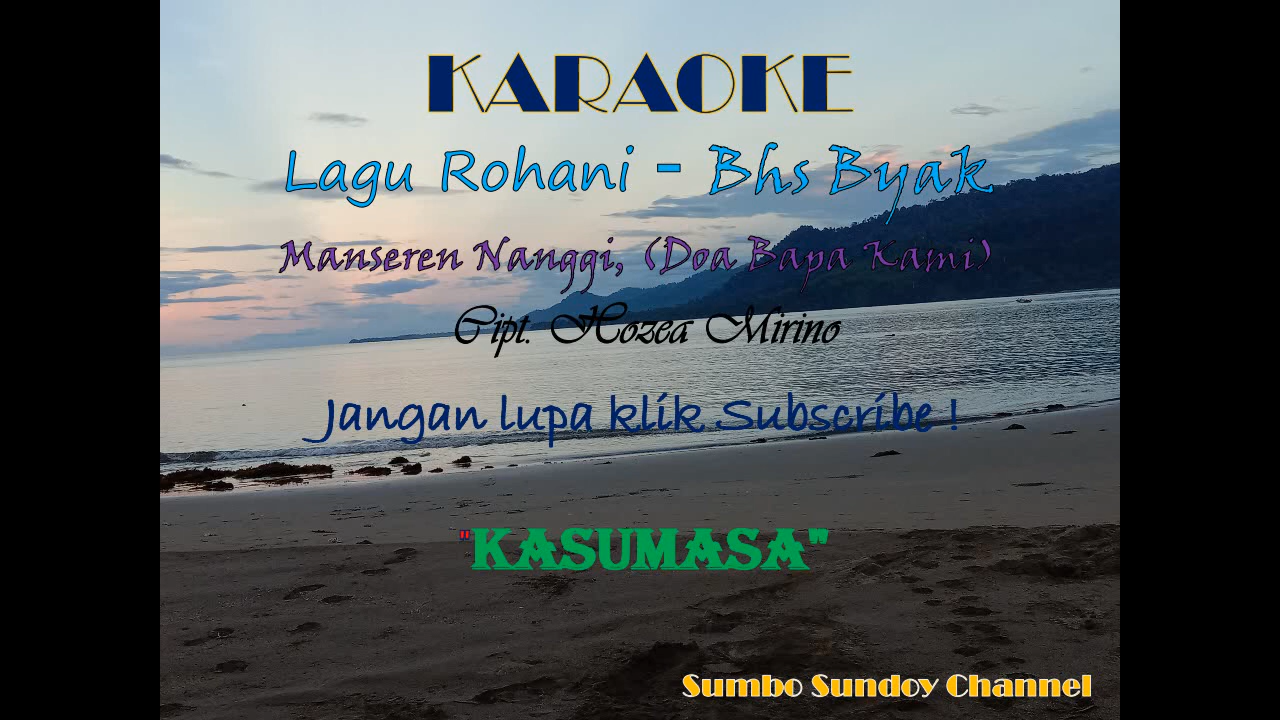 KARAOKE
Lagu Rohani - Bhs Byak
Manseren Nanggi, (Doa Bapa Kami)
Cipt. Hozea Mirino
Jangan lupa klik Subscribe !
"KASUMASA"
Sumbo Sundoy Channel